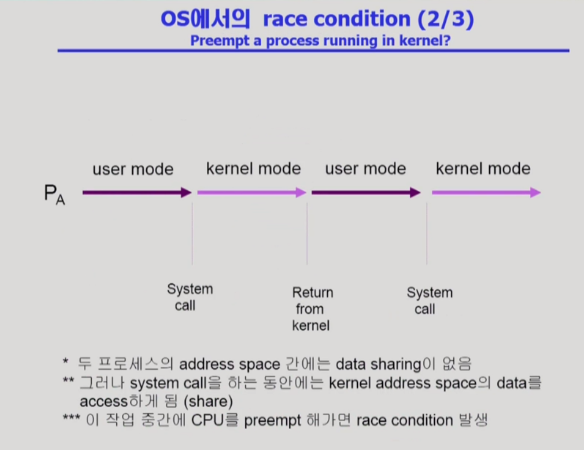 OS에서의 race condition (2/3)
Preempt a process running in kernel?
user mode kernel mode user mode kernel mode
PA
System call
Return from kernel
System call
* 두 프로세스의 address space 간에는 data sharing이 없음
** 그러나 system call을 하는 동안에는 kernel address space의 data를
access하게 됨 (share)
*** 이 작업 중간에 CPU를 preempt 해가면 race condition 발생